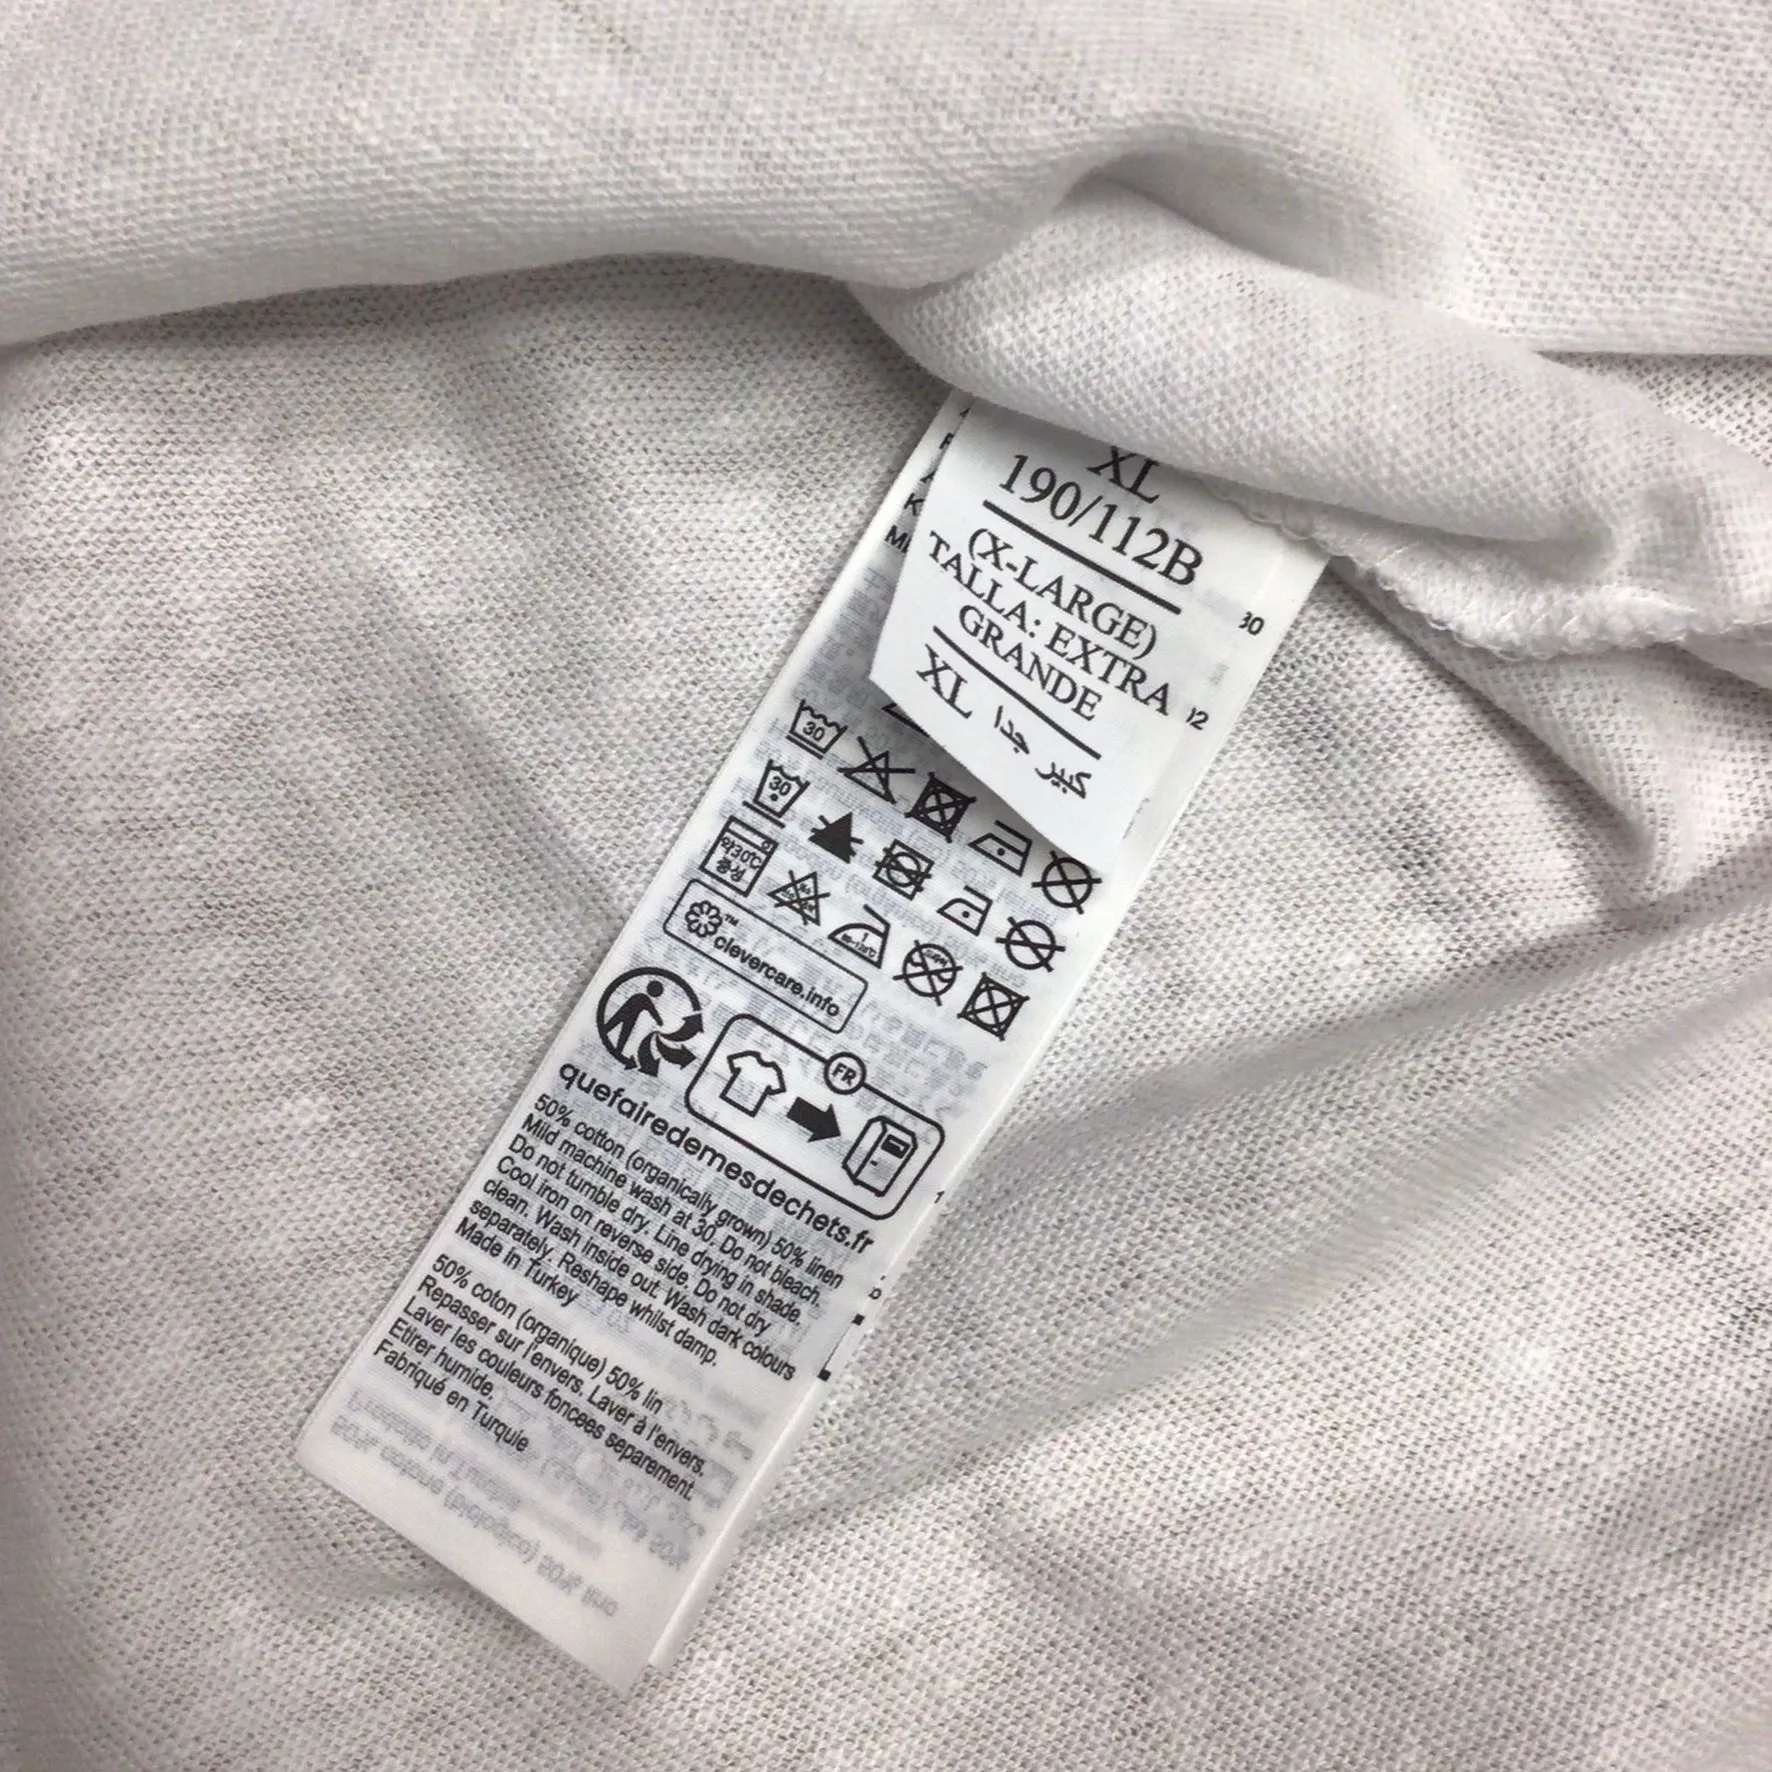 XL
190/112B
(X-LARGE)
TALLA: EXTRA
GRANDE
XL كبير جدا
30
30
clevercare.info
FR
quefairedemesdechets.fr
50% cotton (organically grown) 50% linen
Mild machine wash at 30. Do not bleach.
Do not tumble dry. Line drying in shade.
Cool iron on reverse side. Do not dry
clean. Wash inside out. Wash dark colours
separately. Reshape whilst damp.
Made in Turkey
50% coton (organique) 50% lin
Repasser sur l'envers. Laver à l'envers.
Laver les couleurs foncees separement.
Etirer humide.
Fabriqué en Turquie